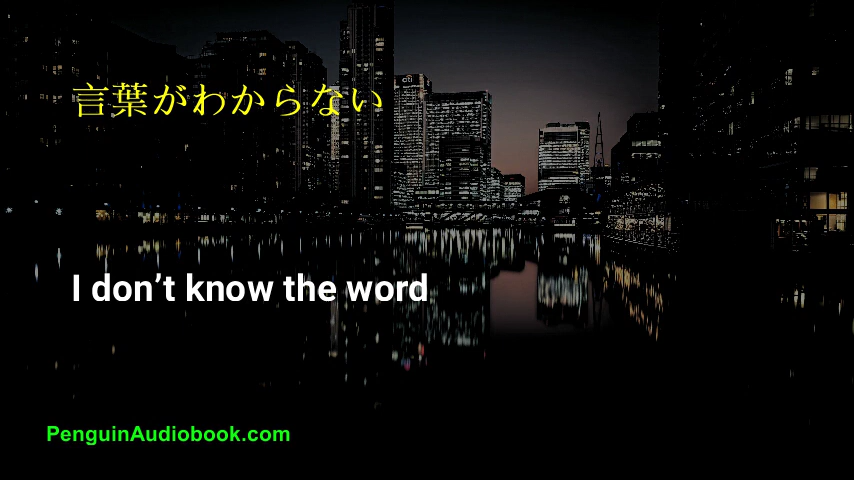 citi
言葉がわからない
I don’t know the word
PenguinAudiobook.com